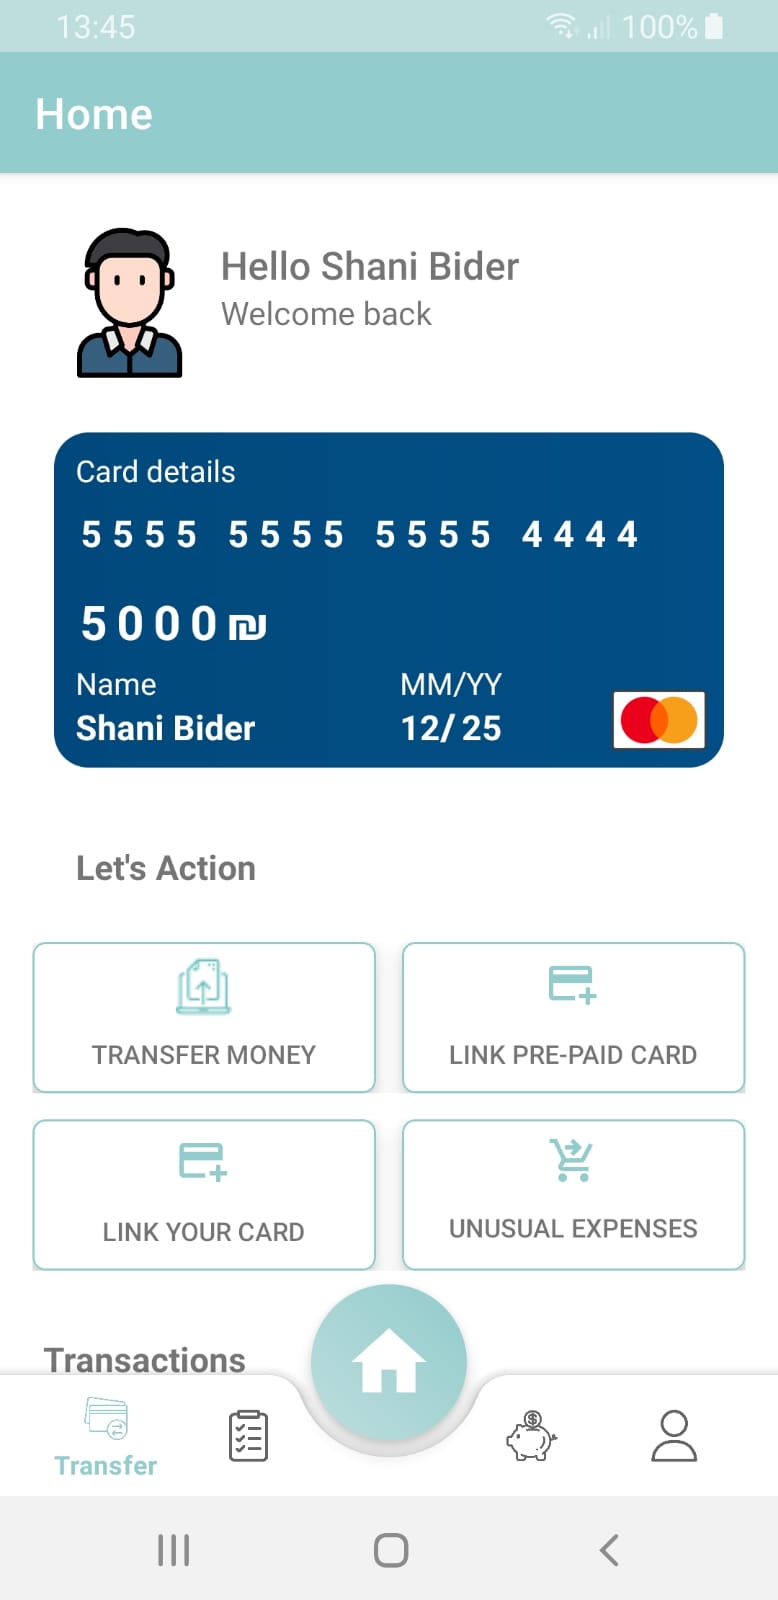 13:45
100%
Home
Hello Shani Bider
Welcome back
Card details
5555 5555 5555 4444
5000₪
Name
MM/YY
Shani Bider
12/25
Let's Action
TRANSFER MONEY
LINK PRE-PAID CARD
LINK YOUR CARD
UNUSUAL EXPENSES
Transactions
Transfer
$